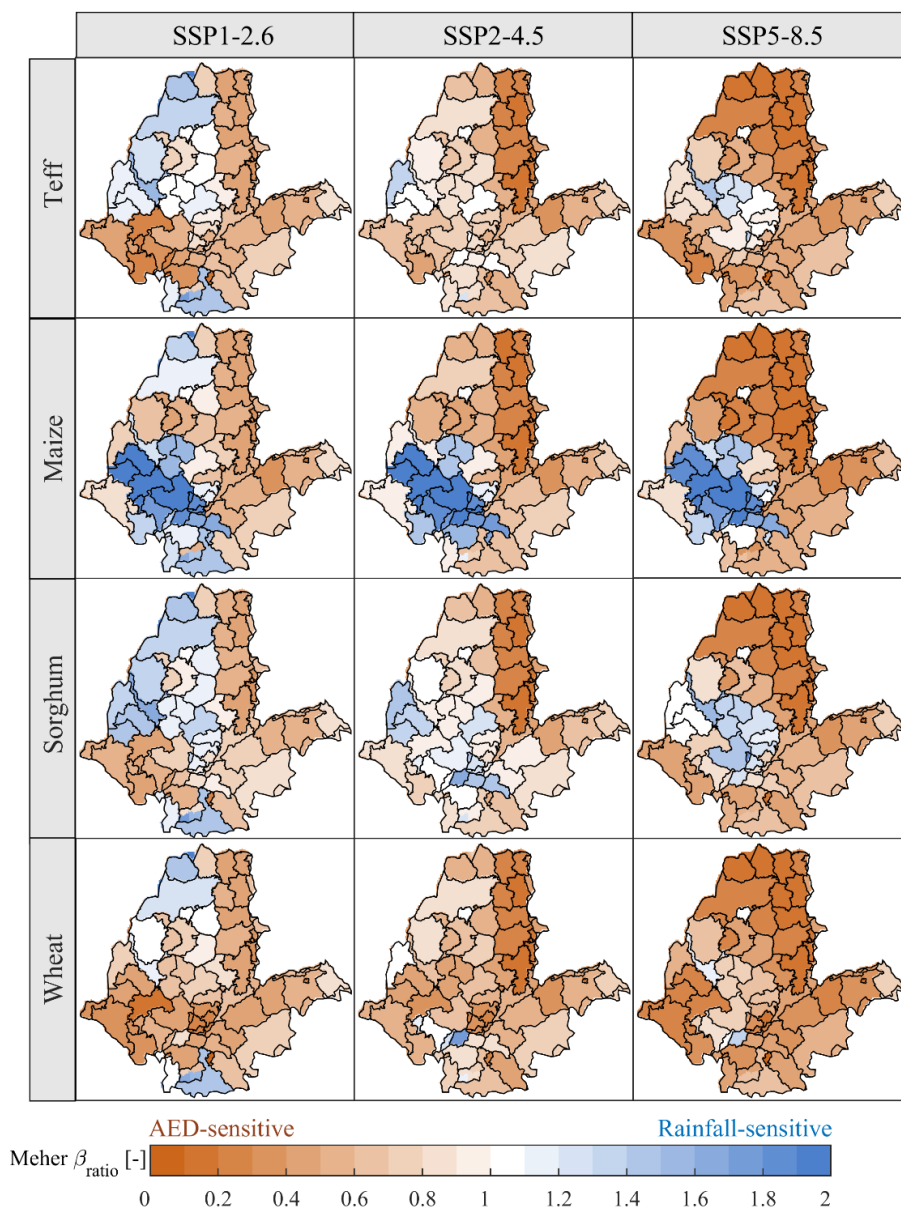 SSP1-2.6 SSP2-4.5 SSP5-8.5
Teff
Maize
Sorghum
Wheat
AED-sensitive Rainfall-sensitive
Meher βratio [-]
0 0.2 0.4 0.6 0.8 1 1.2 1.4 1.6 1.8 2